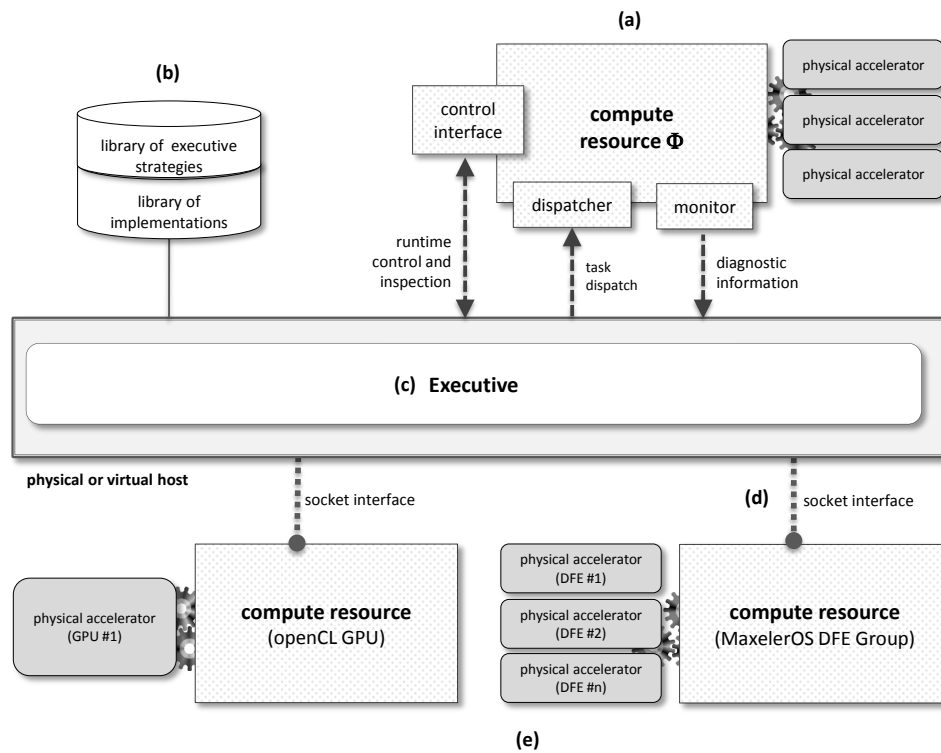 (a)
(b)
library of executive
strategies
library of
implementations
control
interface
compute
resource Φ
dispatcher
monitor
physical accelerator
physical accelerator
physical accelerator
runtime
control and
inspection
task
dispatch
diagnostic
information
(c) Executive
physical or virtual host
socket interface
(d)
socket interface
physical accelerator
(GPU #1)
compute resource
(openCL GPU)
physical accelerator
(DFE #1)
physical accelerator
(DFE #2)
physical accelerator
(DFE #n)
compute resource
(MaxelerOS DFE Group)
(e)